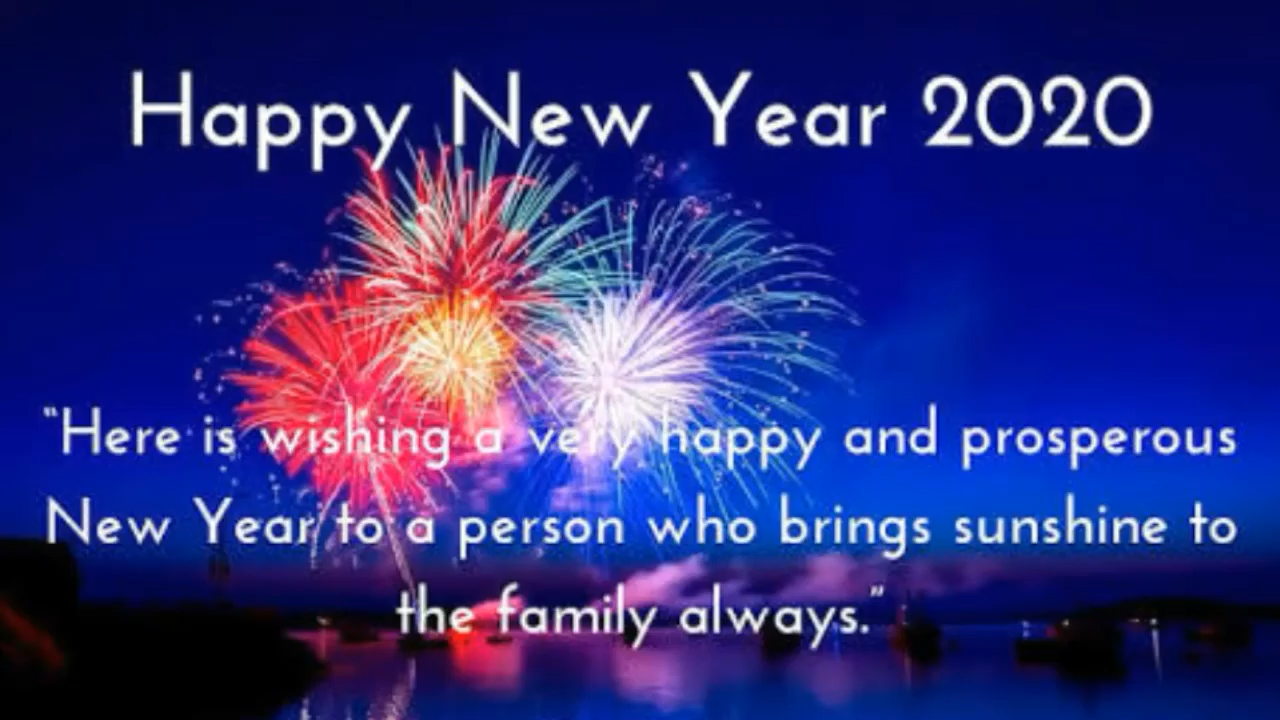 Happy New Year 2020
“Here is wishing a very happy and prosperous
New Year to a person who brings sunshine to
the family always.”